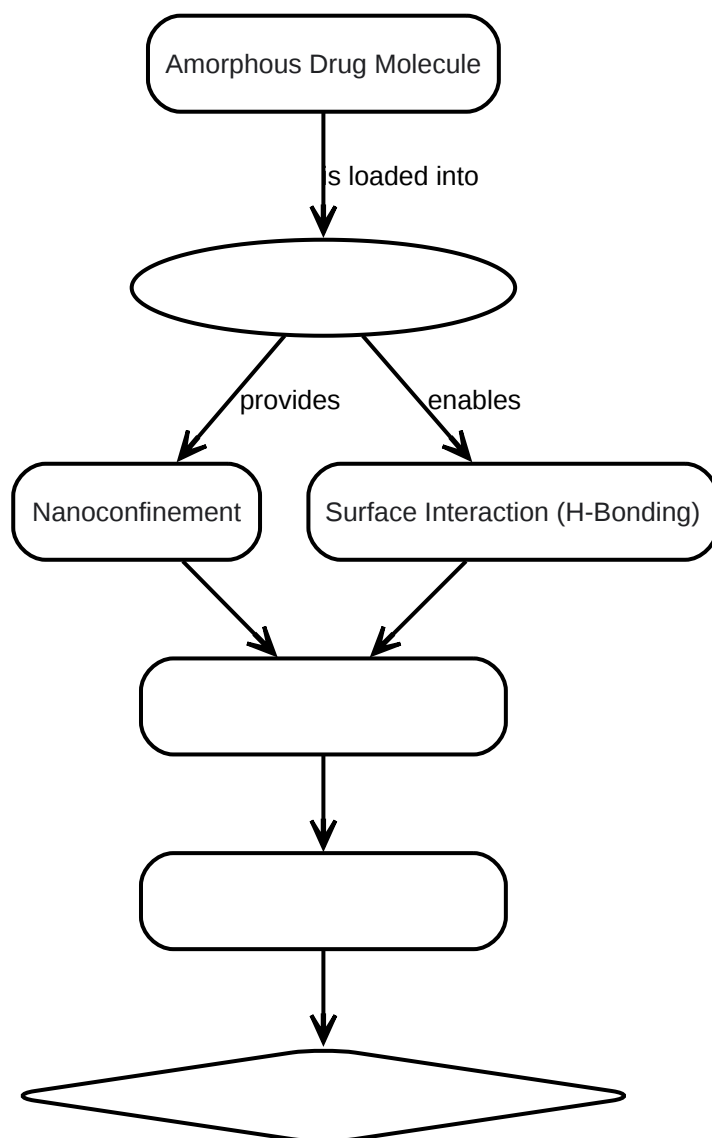 Amorphous Drug Molecule
is loaded into
provides
enables
Nanoconfinement
Surface Interaction (H-Bonding)